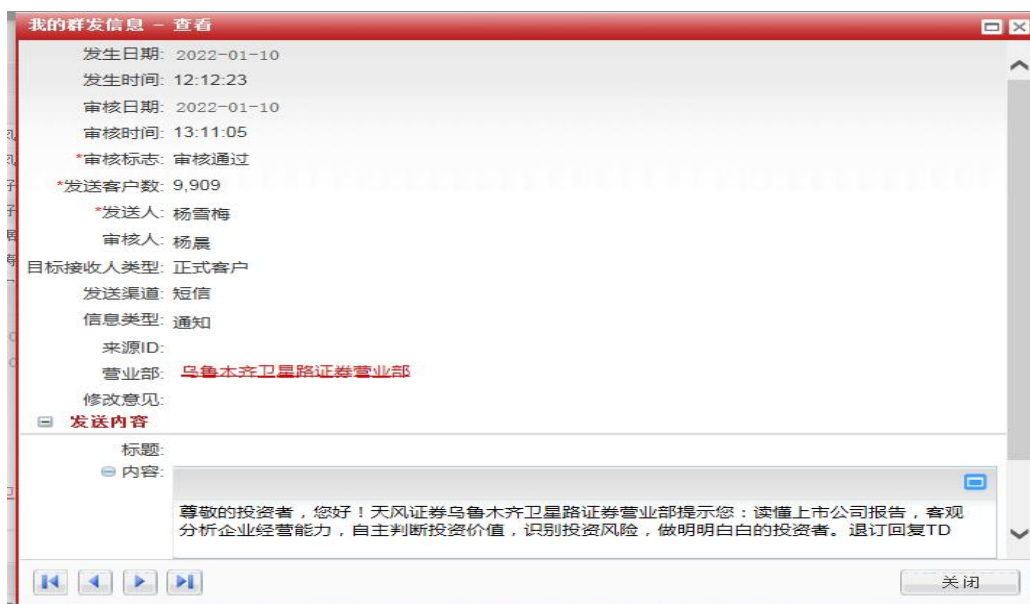 我的群发信息 - 查看
发生日期: 2022-01-10
发生时间: 12:12:23
审核日期: 2022-01-10
审核时间: 13:11:05
*审核标志: 审核通过
*发送客户数: 9,909
*发送人: 杨雪梅
审核人: 杨晨
目标接收人类型: 正式客户
发送渠道: 短信
信息类型: 通知
来源ID:
营业部: 乌鲁木齐卫星路证券营业部
修改意见:
发送内容
标题:
内容:
尊敬的投资者，您好！天风证券乌鲁木齐卫星路证券营业部提示您：读懂上市公司报告，客观
分析企业经营能力，自主判断投资价值，识别投资风险，做明明白白的投资者。退订回复TD
关闭